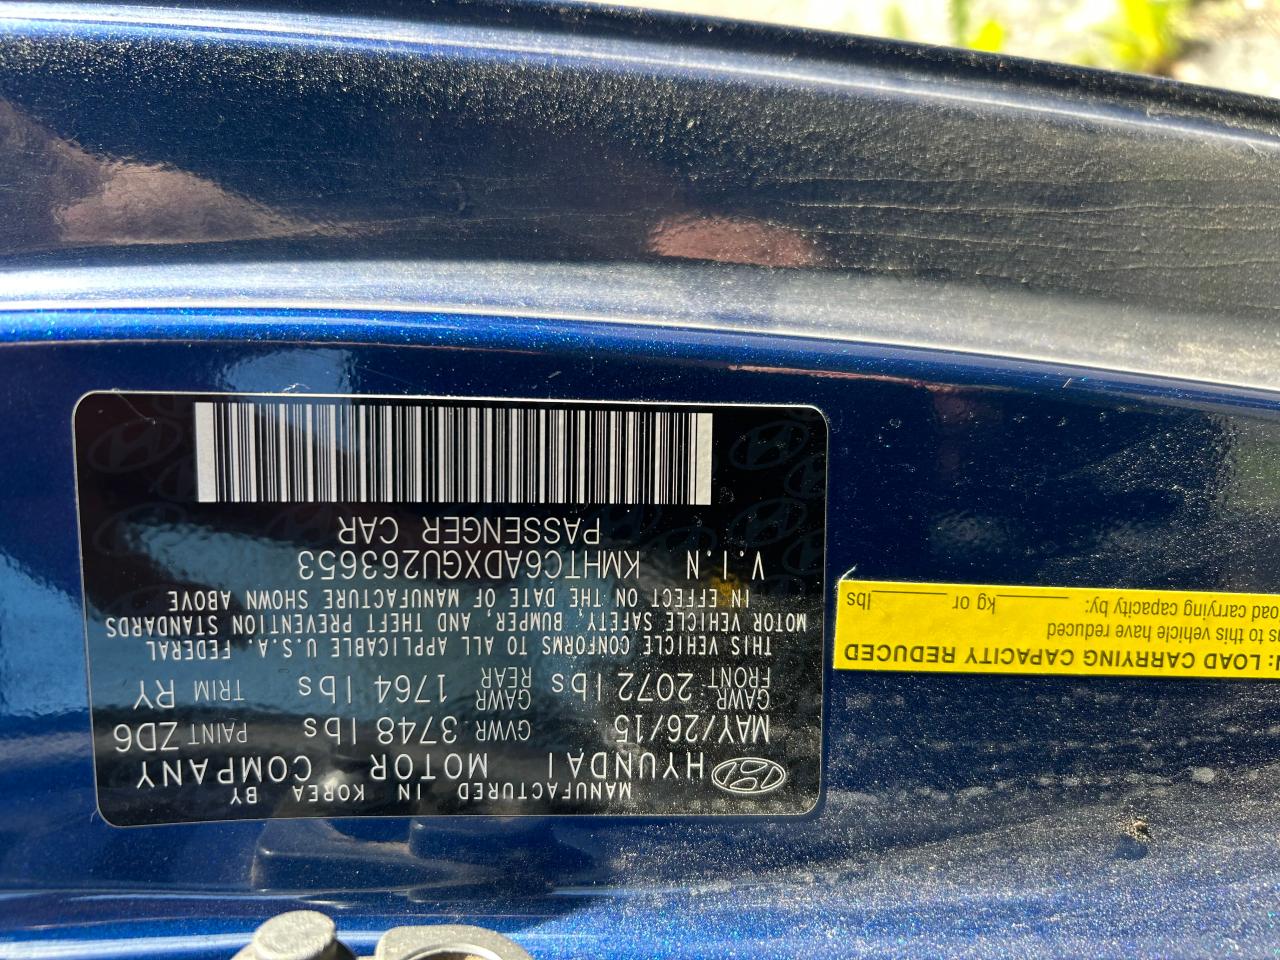 MANUFACTURED IN KOREA BY
HYUNDAI MOTOR COMPANY
MAY/26/15 GVWR 3748 lbs PAINT ZD6
GAWR FRONT 2072 lbs GAWR REAR 1764 lbs TRIM RY
THIS VEHICLE CONFORMS TO ALL APPLICABLE U.S.A. FEDERAL
MOTOR VEHICLE SAFETY, BUMPER, AND THEFT PREVENTION STANDARDS
IN EFFECT ON THE DATE OF MANUFACTURE SHOWN ABOVE
V.I.N KMHTC6ADXGU263653
PASSENGER CAR
: LOAD CARRYING CAPACITY REDUCED
to this vehicle have reduced
carrying capacity by: ______ kg or ______ lbs